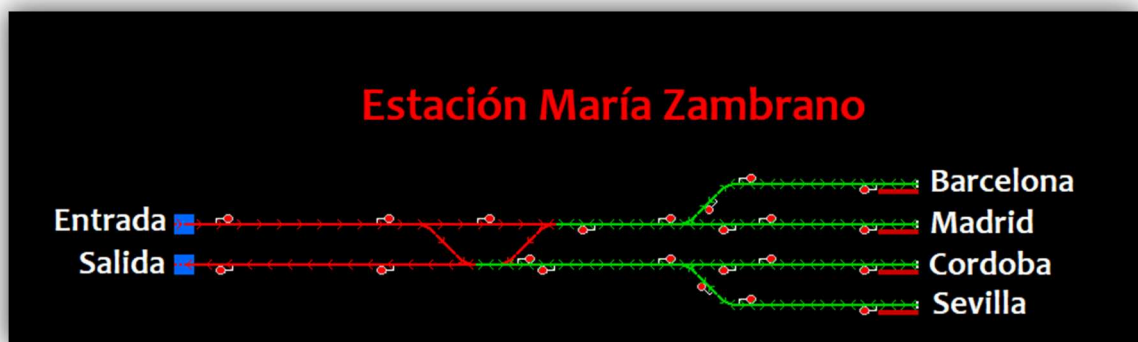 Estación María Zambrano
Barcelona
Entrada
Madrid
Salida
Cordoba
Sevilla